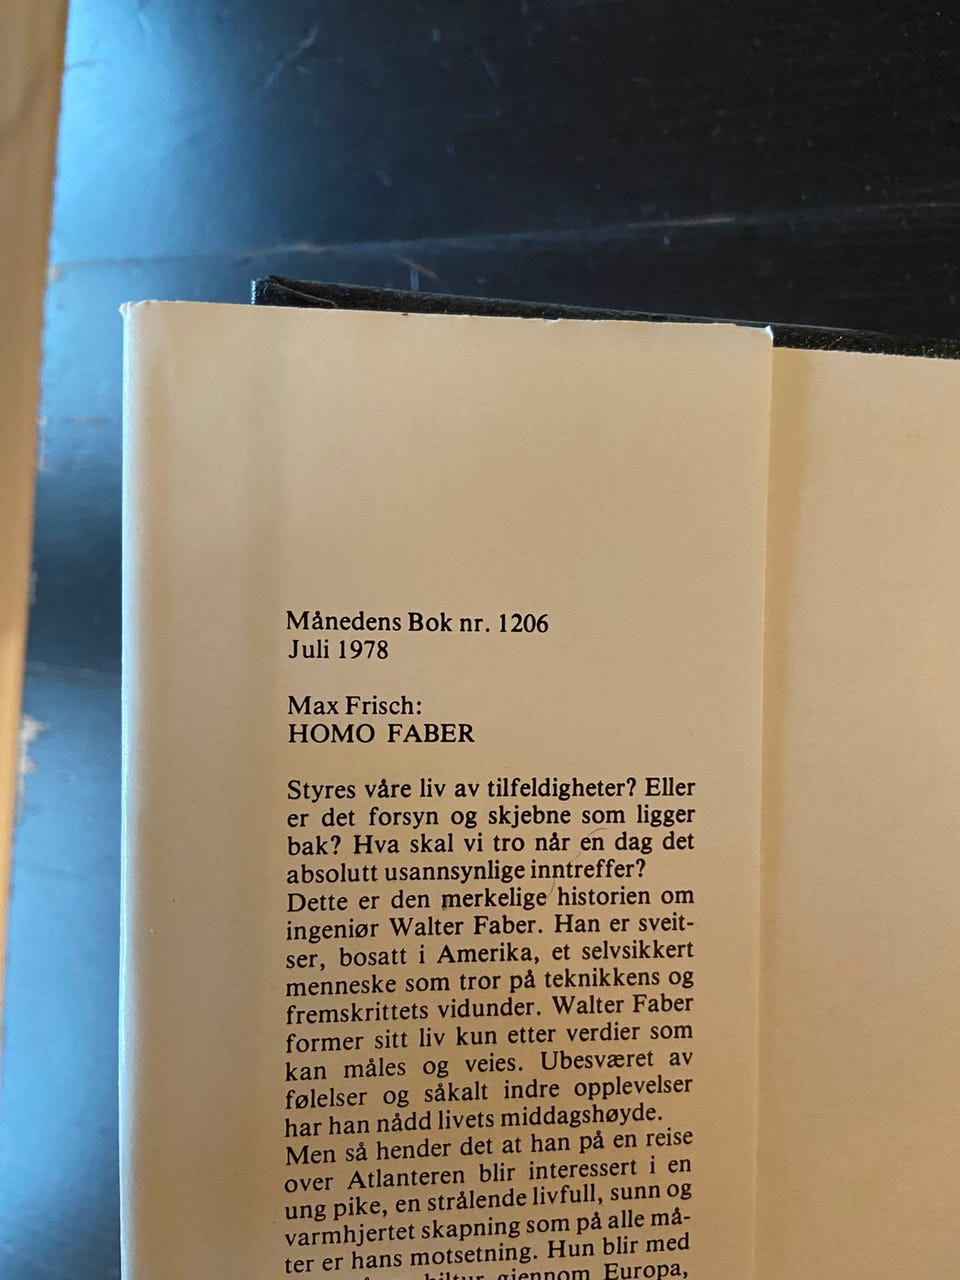 Månedens Bok nr. 1206
Juli 1978
Max Frisch:
HOMO FABER
Styres våre liv av tilfeldigheter? Eller
er det forsyn og skjebne som ligger
bak? Hva skal vi tro når en dag det
absolutt usannsynlige inntreffer?
Dette er den merkelige historien om
ingeniør Walter Faber. Han er sveit-
ser, bosatt i Amerika, et selvsikkert
menneske som tror på teknikkens og
fremskrittets vidunder. Walter Faber
former sitt liv kun etter verdier som
kan måles og veies. Ubesværet av
følelser og såkalt indre opplevelser
har han nådd livets middagshøyde.
Men så hender det at han på en reise
over Atlanteren blir interessert i en
ung pike, en strålende livfull, sunn og
varmhjertet skapning som på alle må-
ter er hans motsetning. Hun blir med
biltur gjennom Europa,